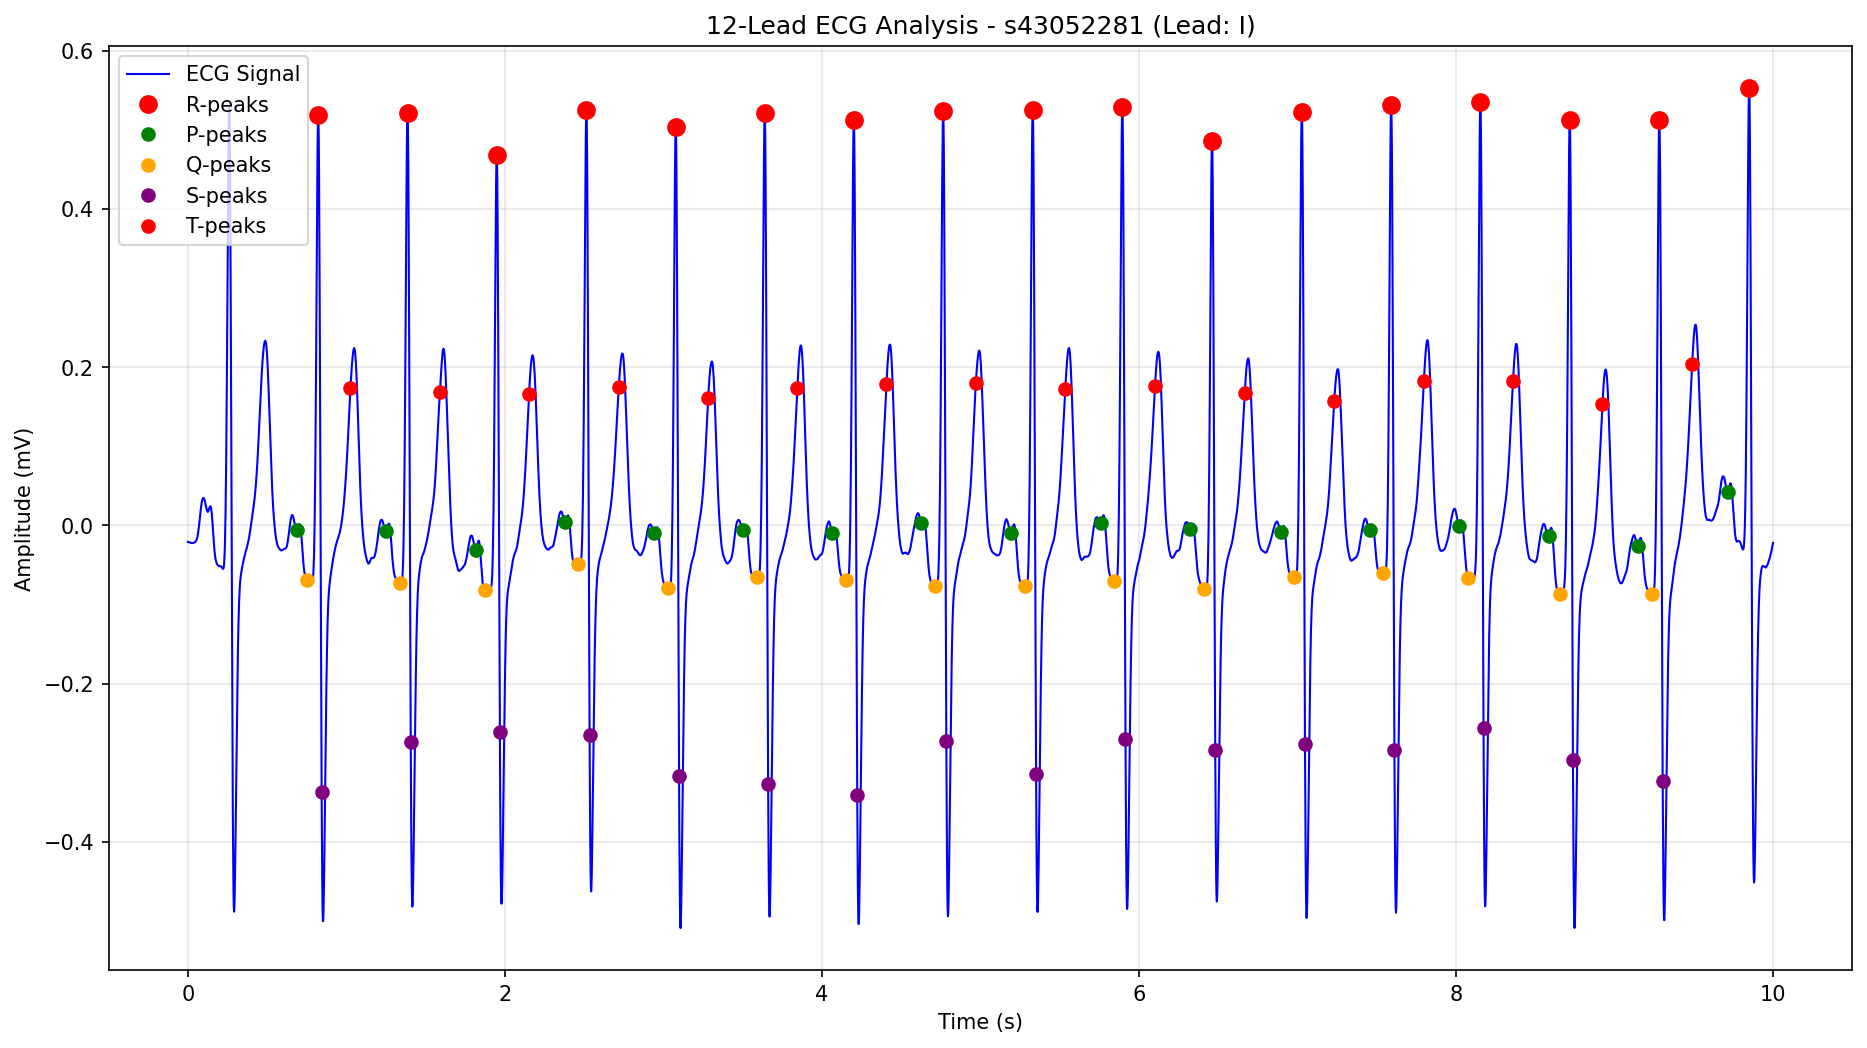 12-Lead ECG Analysis - s43052281 (Lead: I)
ECG Signal
R-peaks
P-peaks
Q-peaks
S-peaks
T-peaks
Amplitude (mV)
0.6
0.4
0.2
0.0
−0.2
−0.4
0
2
4
6
8
10
Time (s)